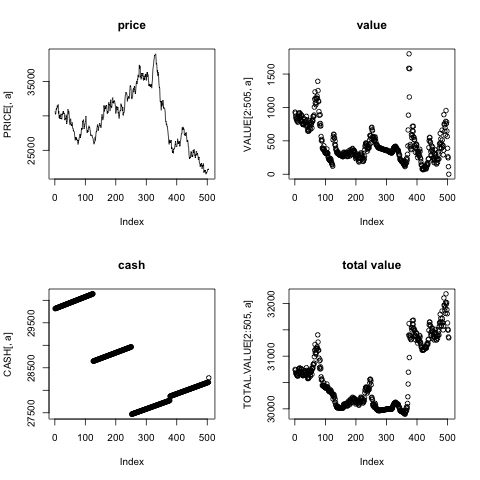 price
PRICE[, a]
25000
35000
0 100 200 300 400 500
Index
value
VALUE[2:505, a]
0 500 1000 1500
0 100 200 300 400 500
Index
cash
CASH[, a]
27500 28500 29500
0 100 200 300 400 500
Index
total value
TOTAL.VALUE[2:505, a]
30000 31000 32000
0 100 200 300 400 500
Index